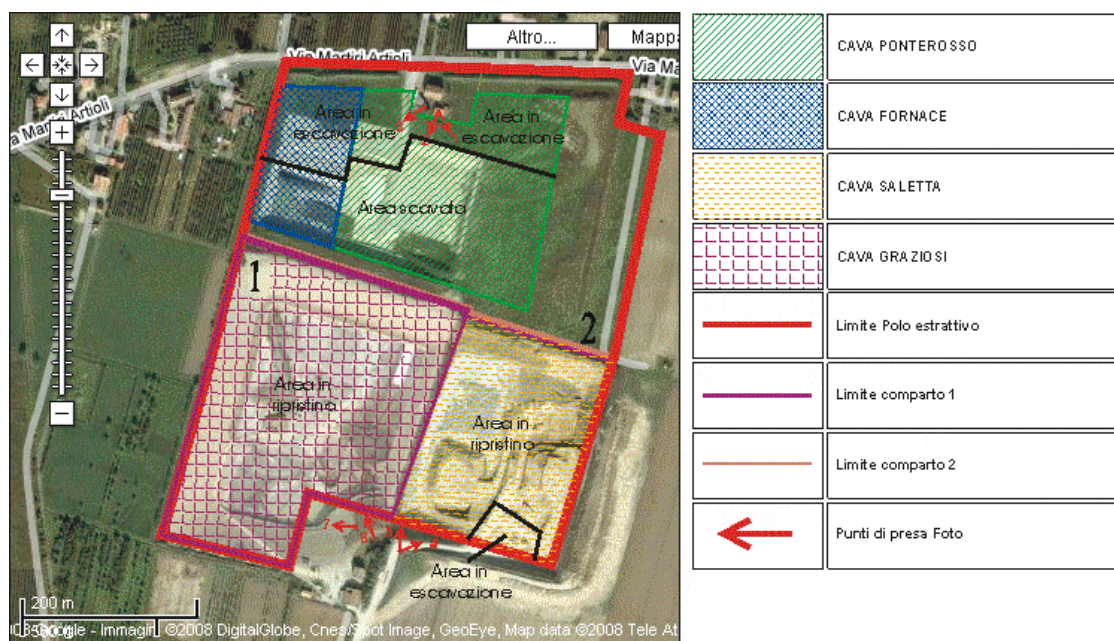 Altro...
Mappa
Via Martiri Artioli
Via Ma
Via Martiri Artioli
Area in
escavazione
Area in
escavazione
Area scavata
1
2
Area in
ripristino
Area in
ripristino
7
Area in
escavazione
200 m
Google - Immagini ©2008 DigitalGlobe, Cnes/Spot Image, GeoEye, Map data ©2008 Tele At
CAVA PONTEROSSO
CAVA FORNACE
CAVA SALETTA
CAVA GRAZIOSI
Limite Polo estrattivo
Limite comparto 1
Limite comparto 2
Punti di presa Foto